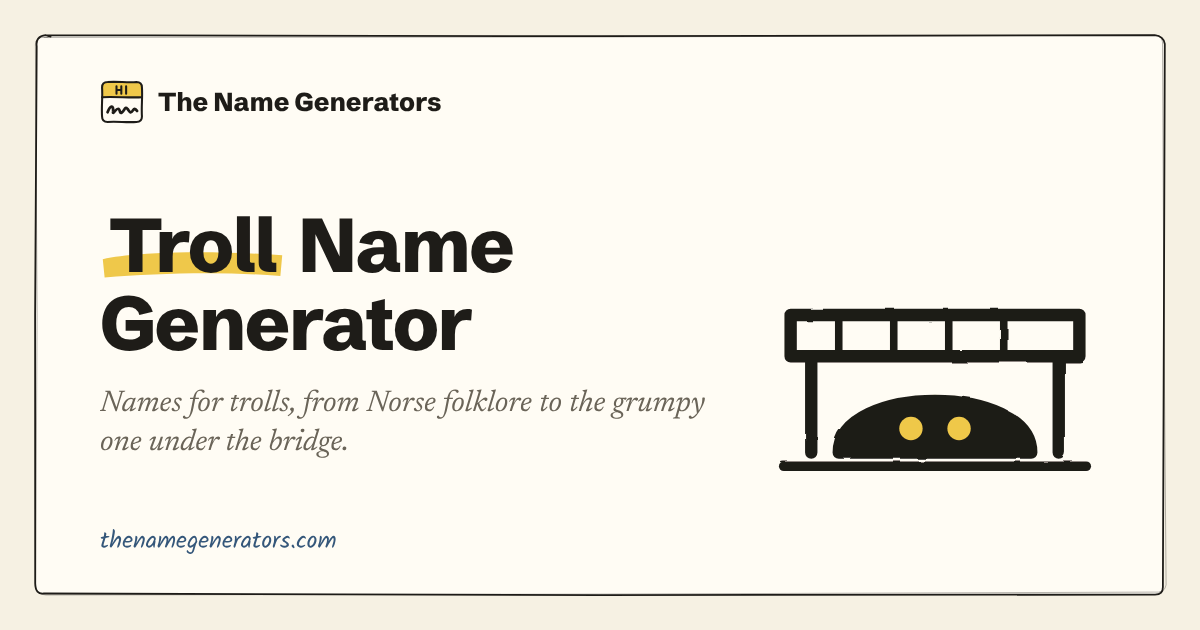 HI
The Name Generators
Troll Name
Generator
Names for trolls, from Norse folklore to the grumpy
one under the bridge.
thenamegenerators.com